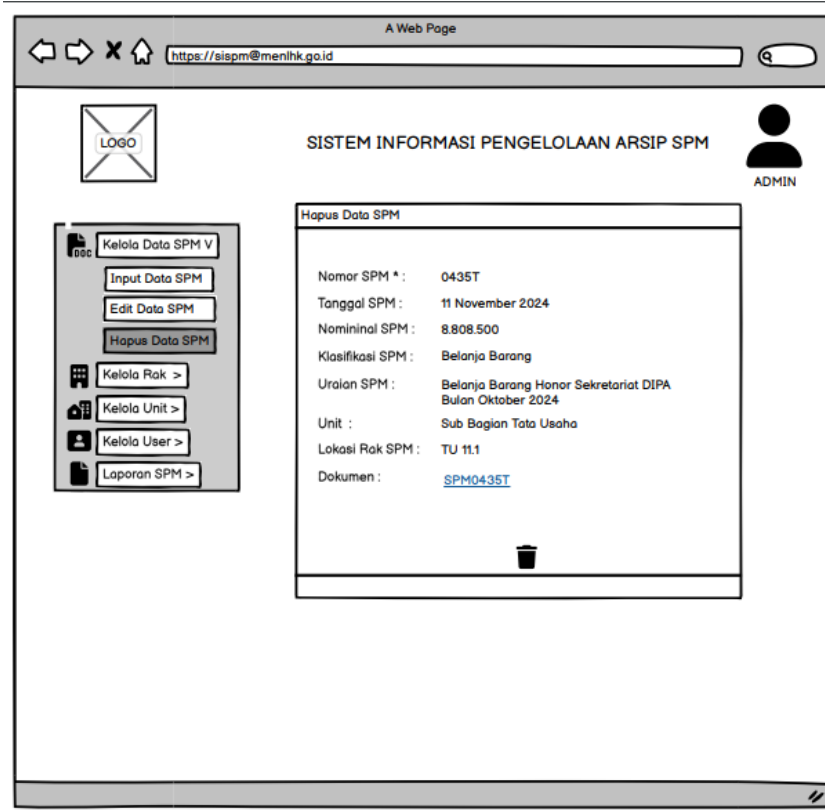 A Web Page
https://sispm@menlhk.go.id
LOGO
SISTEM INFORMASI PENGELOLAAN ARSIP SPM
ADMIN
DOC
Kelola Data SPM V
Input Data SPM
Edit Data SPM
Hapus Data SPM
Kelola Rak >
Kelola Unit >
Kelola User >
Laporan SPM >
Hapus Data SPM
Nomor SPM * : 0435T
Tanggal SPM : 11 November 2024
Nomininal SPM : 8.808.500
Klasifikasi SPM : Belanja Barang
Uraian SPM : Belanja Barang Honor Sekretariat DIPA
Bulan Oktober 2024
Unit : Sub Bagian Tata Usaha
Lokasi Rak SPM : TU 11.1
Dokumen : SPM0435T